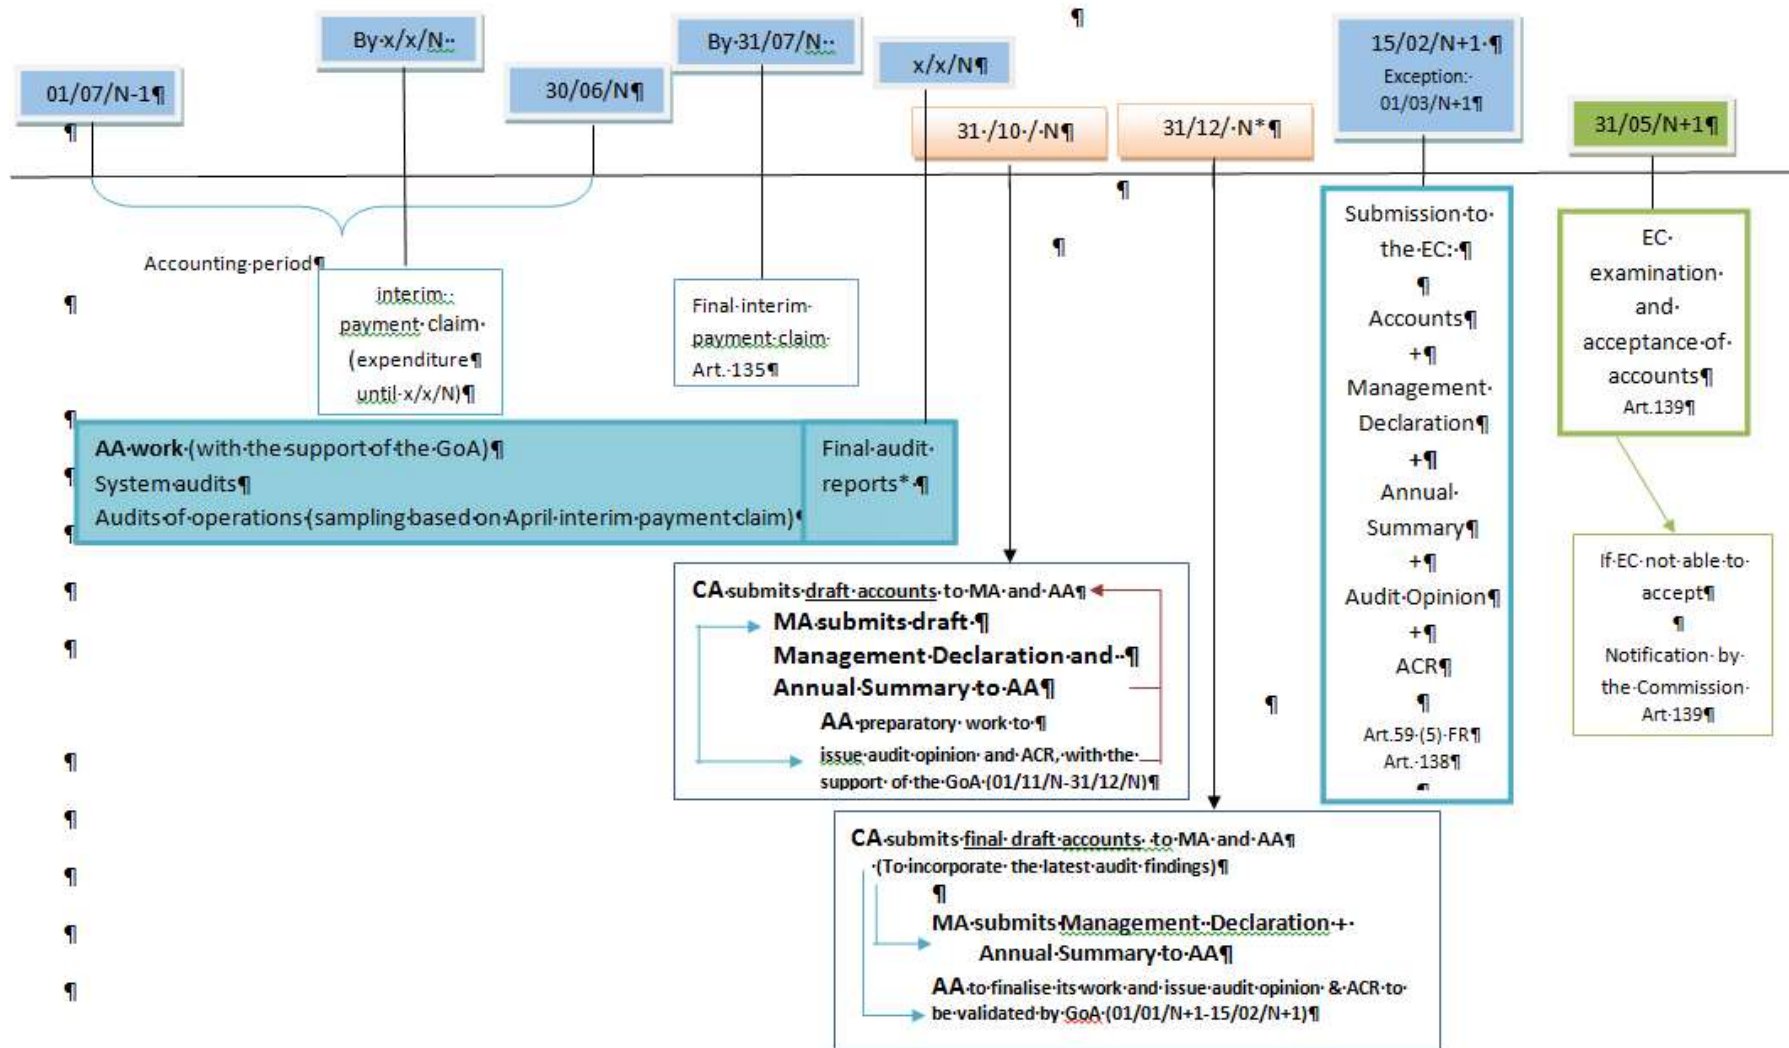 01/07/N-1¶
By·x/x/N··
30/06/N¶
By·31/07/N··
x/x/N¶
¶
31·/10·/·N¶
31/12/·N*¶
15/02/N+1·¶
Exception:·
01/03/N+1¶
31/05/N+1¶
¶
¶
¶
Accounting·period¶
¶
interim··
payment·claim·
(expenditure¶
until·x/x/N)¶
Final·interim·
payment·claim·
Art.·135¶
¶
¶
¶
¶
AA·work·(with·the·support·of·the·GoA)¶
System·audits¶
Audits·of·operations·(sampling·based·on·April·interim·payment·claim)¶
Final·audit·
reports*·¶
CA·submits·draft·accounts·to·MA·and·AA¶
MA·submits·draft·¶
Management·Declaration·and··¶
Annual·Summary·to·AA¶
AA·preparatory·work·to·¶
issue·audit·opinion·and·ACR,·with·the·
support·of·the·GoA·(01/11/N-31/12/N)¶
¶
¶
¶
¶
¶
¶
¶
¶
CA·submits·final·draft·accounts··to·MA·and·AA¶
·(To·incorporate·the·latest·audit·findings)¶
¶
MA·submits·Management··Declaration·+·
Annual·Summary·to·AA¶
AA·to·finalise·its·work·and·issue·audit·opinion·&·ACR·to·
be·validated·by·GoA·(01/01/N+1-15/02/N+1)¶
Submission·to·
the·EC:·¶
¶
Accounts¶
+¶
Management·
Declaration¶
+¶
Annual·
Summary¶
+¶
Audit·Opinion¶
+¶
ACR¶
¶
Art.59·(5)·FR¶
Art.·138¶
¶
EC·
examination·
and·
acceptance·of·
accounts¶
Art.139¶
If·EC·not·able·to·
accept¶
¶
Notification·by·
the·Commission·
Art·139¶